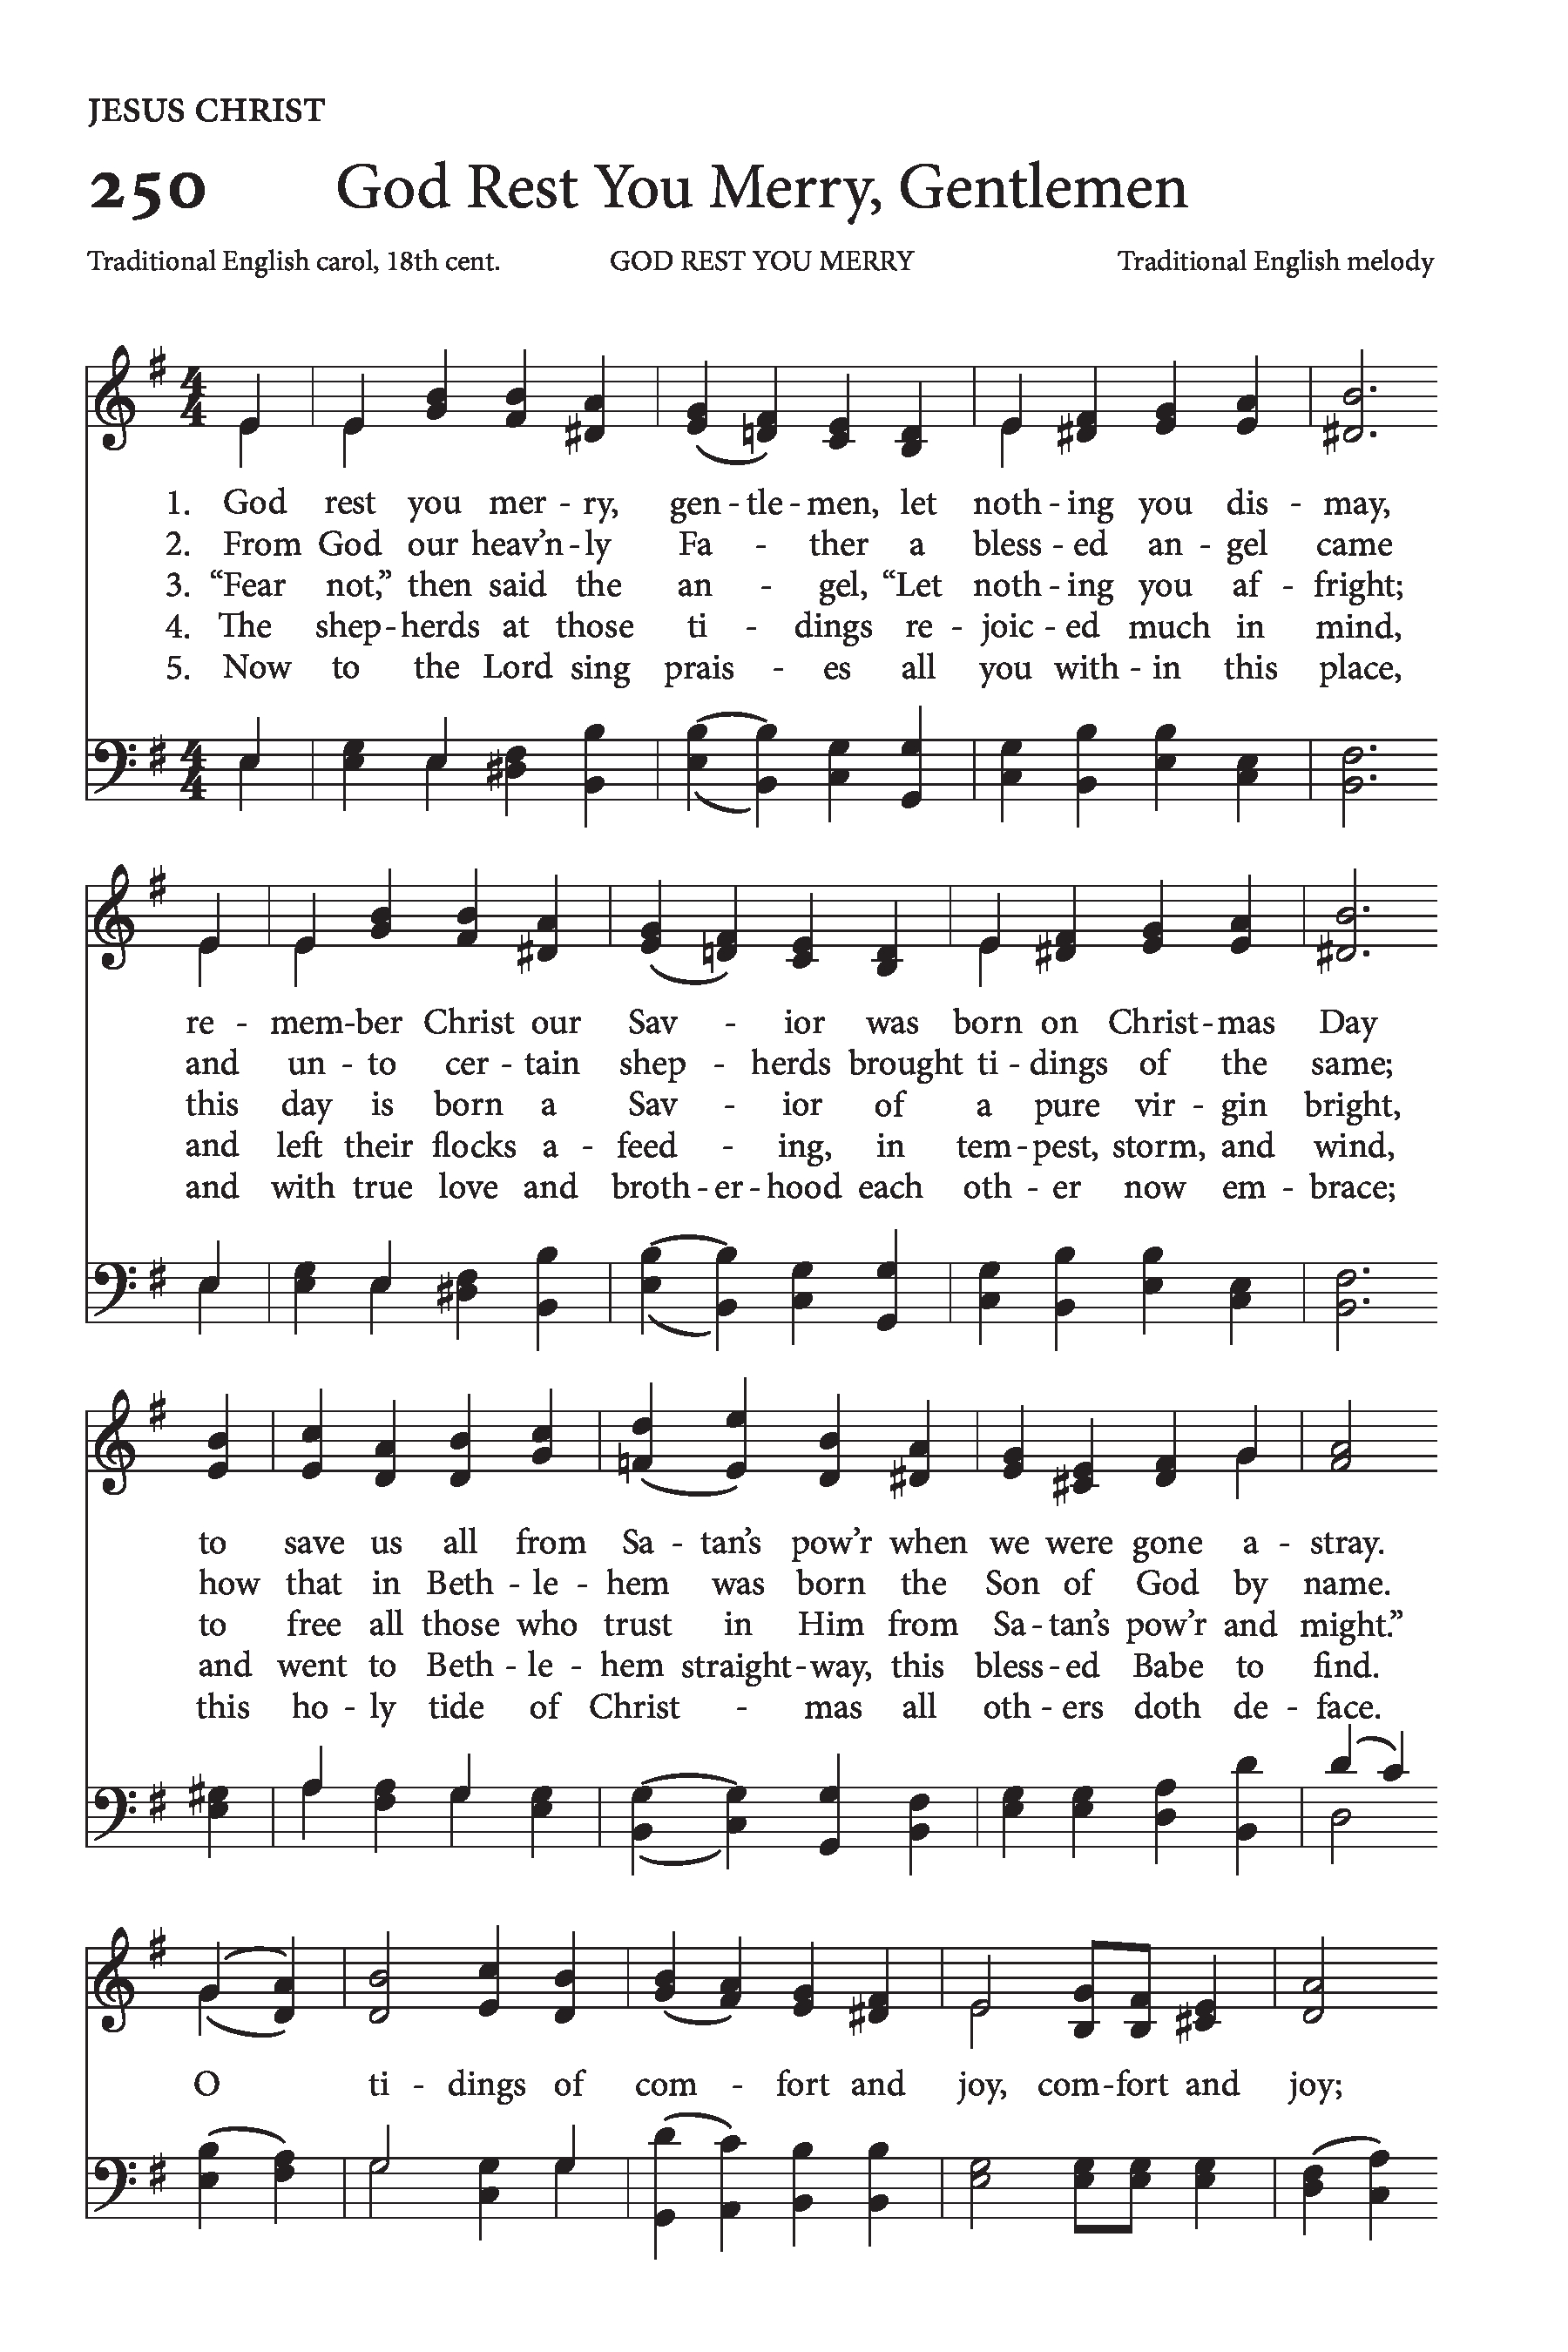 JESUS CHRIST
250 God Rest You Merry, Gentlemen
Traditional English carol, 18th cent. GOD REST YOU MERRY Traditional English melody
4 4
1. God rest you mer - ry, gen - tle - men, let noth - ing you dis - may,
2. From God our heav’n - ly Fa - ther a bless - ed an - gel came
3. “Fear not,” then said the an - gel, “Let noth - ing you af - fright;
4. The shep - herds at those ti - dings re - joic - ed much in mind,
5. Now to the Lord sing prais - es all you with - in this place,
4 4
re - mem-ber Christ our Sav - ior was born on Christ - mas Day
and un - to cer - tain shep - herds brought ti - dings of the same;
this day is born a Sav - ior of a pure vir - gin bright,
and left their flocks a - feed - ing, in tem - pest, storm, and wind,
and with true love and broth - er - hood each oth - er now em - brace;
to save us all from Sa - tan’s pow’r when we were gone a - stray.
how that in Beth - le - hem was born the Son of God by name.
to free all those who trust in Him from Sa - tan’s pow’r and might.”
and went to Beth - le - hem straight - way, this bless - ed Babe to find.
this ho - ly tide of Christ - mas all oth - ers doth de - face.
O ti - dings of com - fort and joy, com-fort and joy;